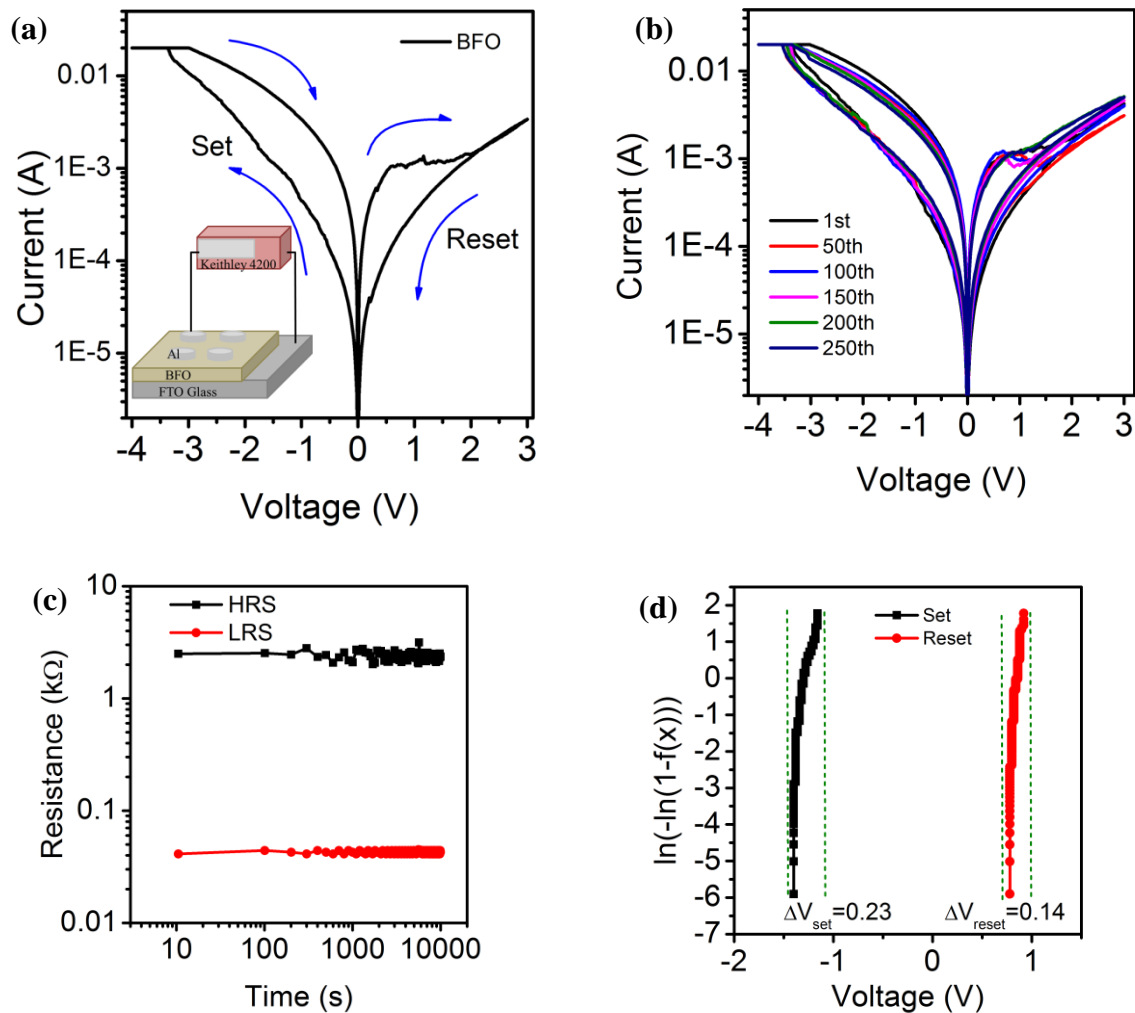 (a)
BFO
0.01
1E-3
1E-4
1E-5
Current (A)
Set
Reset
Keithley 4200
Al
BFO
FTO Glass
-4 -3 -2 -1 0 1 2 3
Voltage (V)
(b)
0.01
1E-3
1E-4
1E-5
Current (A)
1st
50th
100th
150th
200th
250th
-4 -3 -2 -1 0 1 2 3
Voltage (V)
(c)
HRS
LRS
10
1
0.1
0.01
Resistance (kΩ)
10 100 1000 10000
Time (s)
(d)
Set
Reset
2
1
0
-1
-2
-3
-4
-5
-6
-7
ln(-ln(1-f(x)))
ΔVset=0.23 ΔVreset=0.14
-2 -1 0 1
Voltage (V)